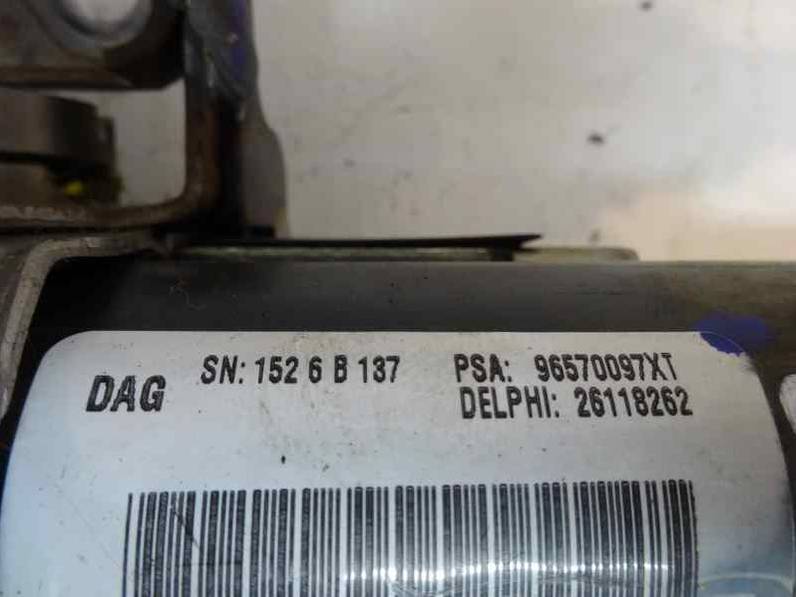 SN: 152 6 B 137
PSA: 96570097XT
DAG
DELPHI: 26118262